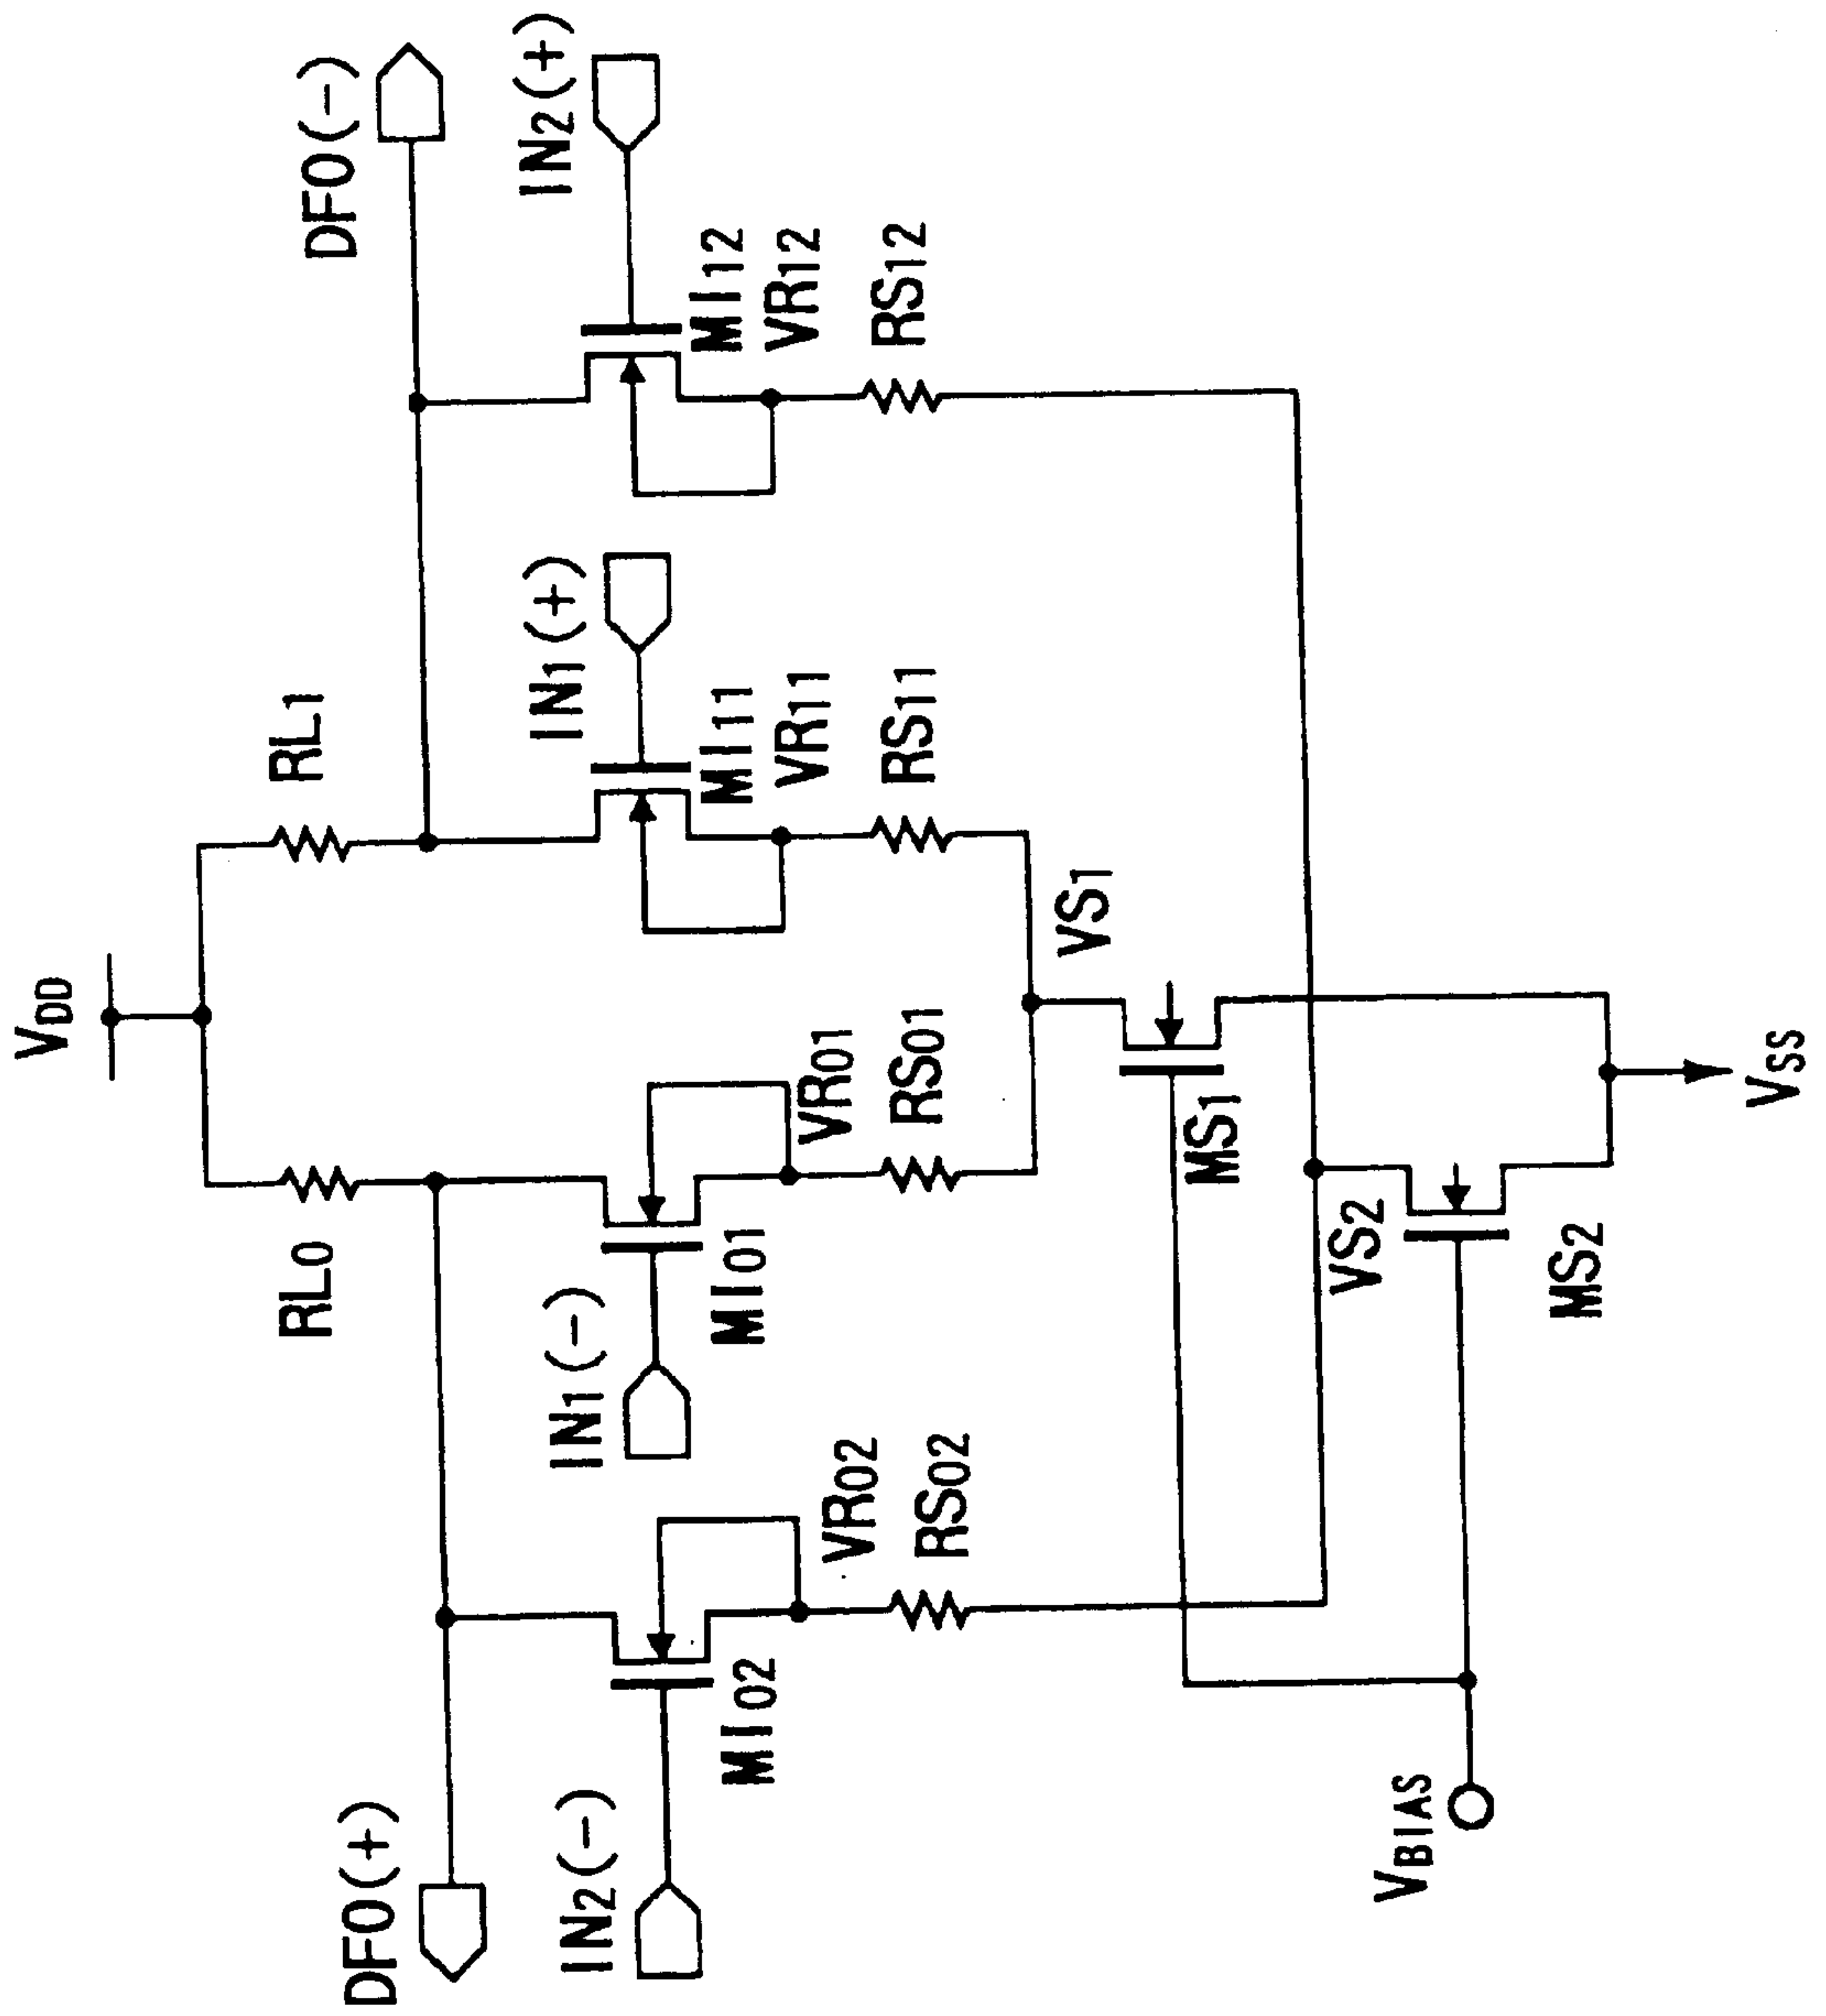 VDD
RL0
RL1
DFO(+)
DFO(-)
IN2(-)
IN1(-)
IN1(+)
IN2(+)
MI02
MI01
MI11
MI12
VR02
VR01
VR11
VR12
RS02
RS01
RS11
RS12
VS1
MS1
VS2
VBIAS
MS2
VSS